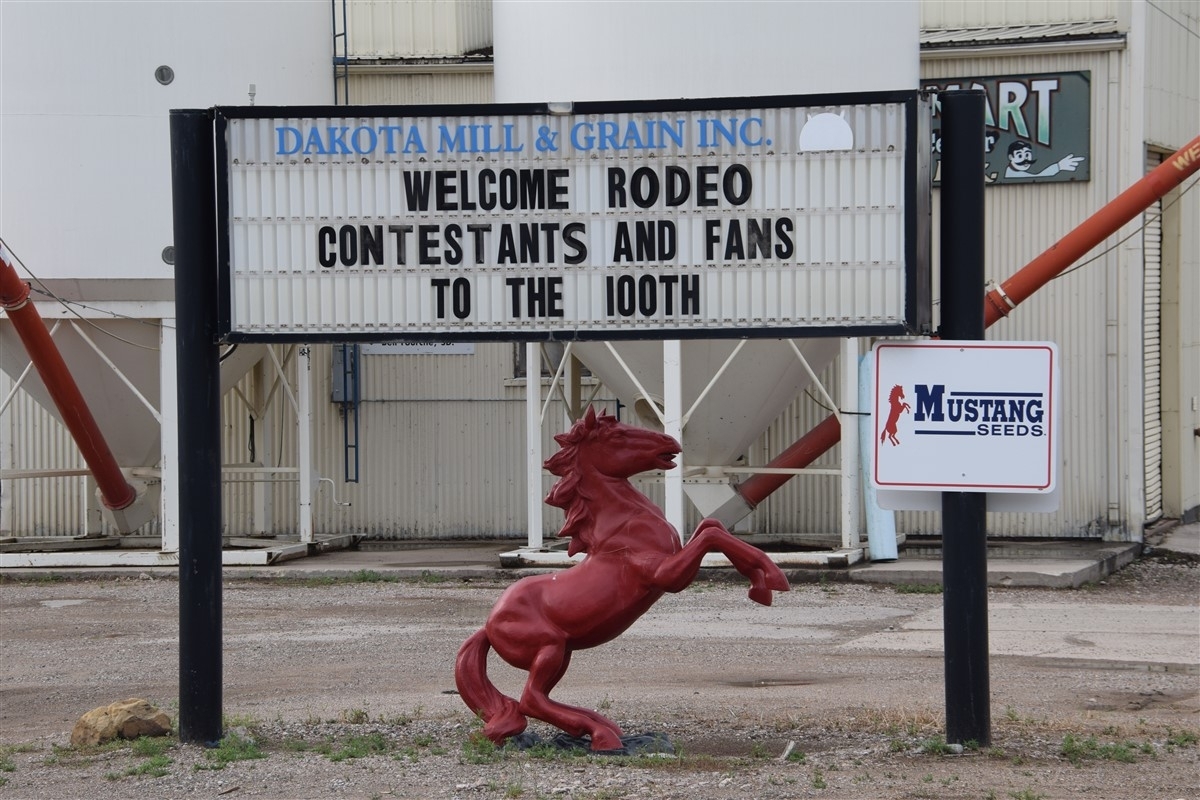 DAKOTA MILL & GRAIN INC.
WELCOME RODEO
CONTESTANTS AND FANS
TO THE 100TH
ART
MUSTANG
SEEDS